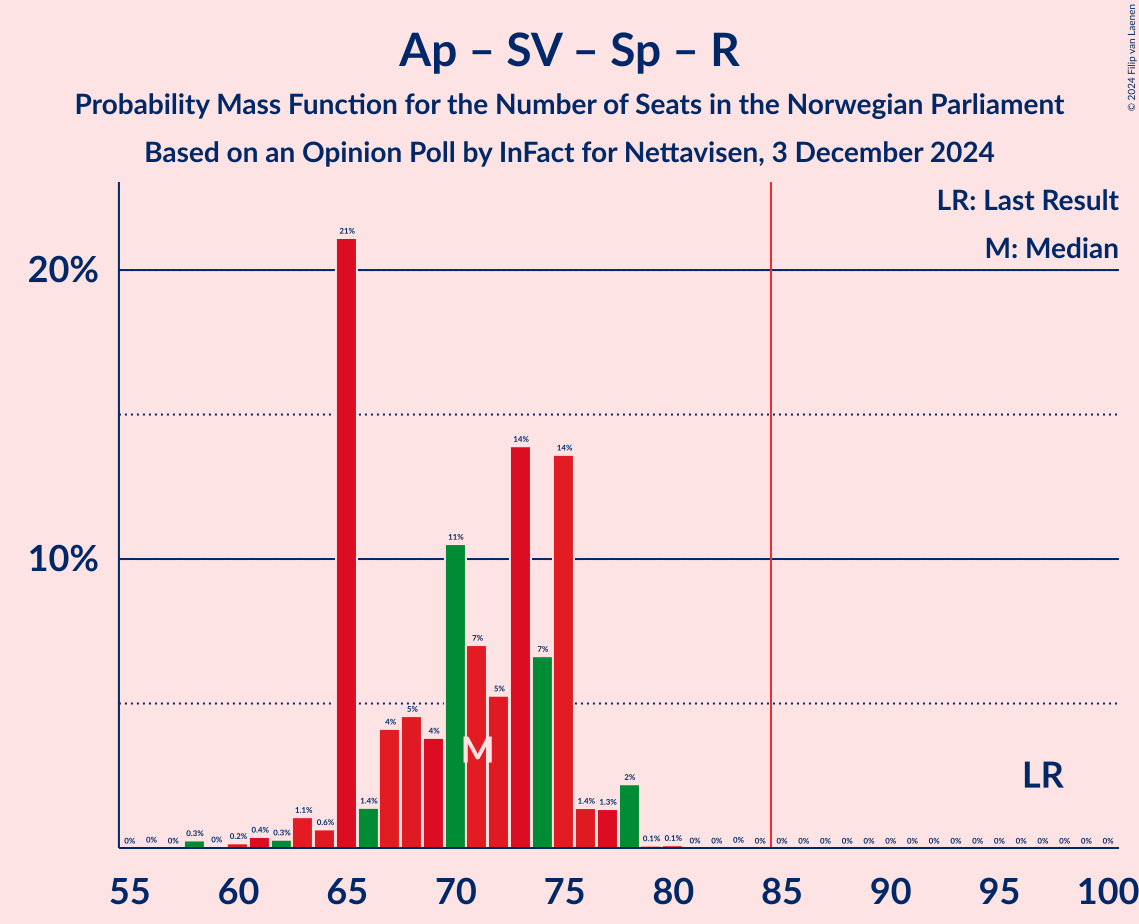 Ap – SV – Sp – R
Probability Mass Function for the Number of Seats in the Norwegian Parliament
Based on an Opinion Poll by InFact for Nettavisen, 3 December 2024
© 2024 Filip van Laenen
LR: Last Result
M: Median
20%
10%
0% 0% 0% 0.3% 0% 0.2% 0.4% 0.3% 1.1% 0.6% 21% 1.4% 4% 5% 4% 11% 7% 5% 14% 7% 14% 1.4% 1.3% 2% 0.1% 0.1% 0% 0% 0% 0% 0% 0% 0% 0% 0% 0% 0% 0% 0% 0% 0% 0% 0% 0% 0% 0%
M
LR
55 60 65 70 75 80 85 90 95 100